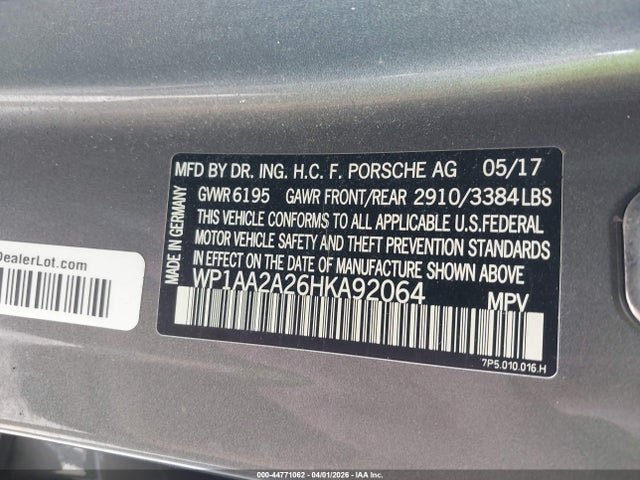 MFD BY DR. ING. H.C. F. PORSCHE AG 05/17
GVWR 6195 GAWR FRONT/REAR 2910/3384LBS
THIS VEHICLE CONFORMS TO ALL APPLICABLE U.S.FEDERAL
MOTOR VEHICLE SAFETY AND THEFT PREVENTION STANDARDS
IN EFFECT ON THE DATE OF MANUFACTURE SHOWN ABOVE
WP1AA2A26HKA92064 MPV
7P5.010.016.H
MADE IN GERMANY
DealerLot.com
000-44771062 - 04/01/2026 - IAA Inc.